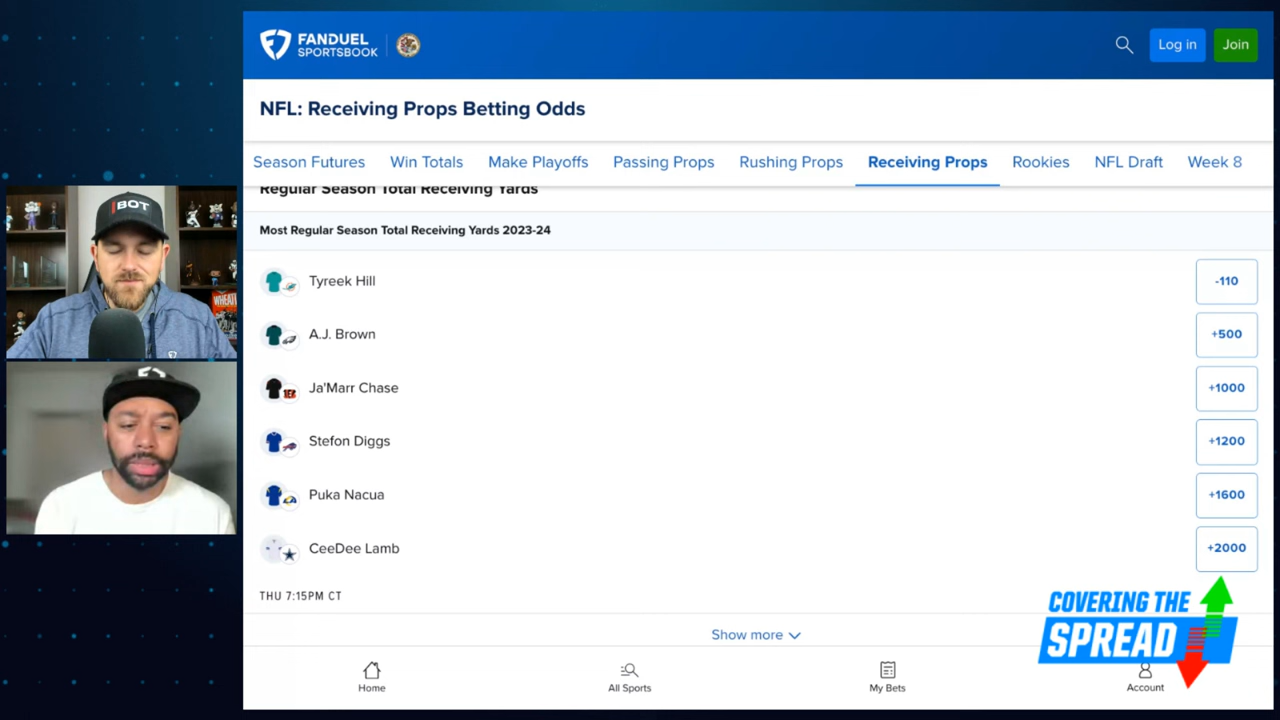 FANDUEL
SPORTSBOOK
Log in
Join
NFL: Receiving Props Betting Odds
Season Futures
Win Totals
Make Playoffs
Passing Props
Rushing Props
Receiving Props
Rookies
NFL Draft
Week 8
Regular Season Total Receiving Yards
Most Regular Season Total Receiving Yards 2023-24
Tyreek Hill
-110
A.J. Brown
+500
Ja'Marr Chase
+1000
Stefon Diggs
+1200
Puka Nacua
+1600
CeeDee Lamb
+2000
THU 7:15PM CT
Show more
COVERING THE
SPREAD
Home
All Sports
My Bets
Account
BOT